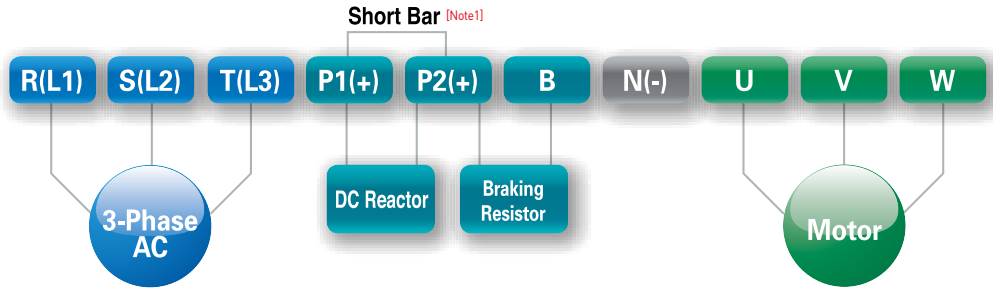 Short Bar [Note1]
R(L1) S(L2) T(L3) P1(+) P2(+) B N(-) U V W
DC Reactor
Braking
Resistor
3-Phase
AC
Motor